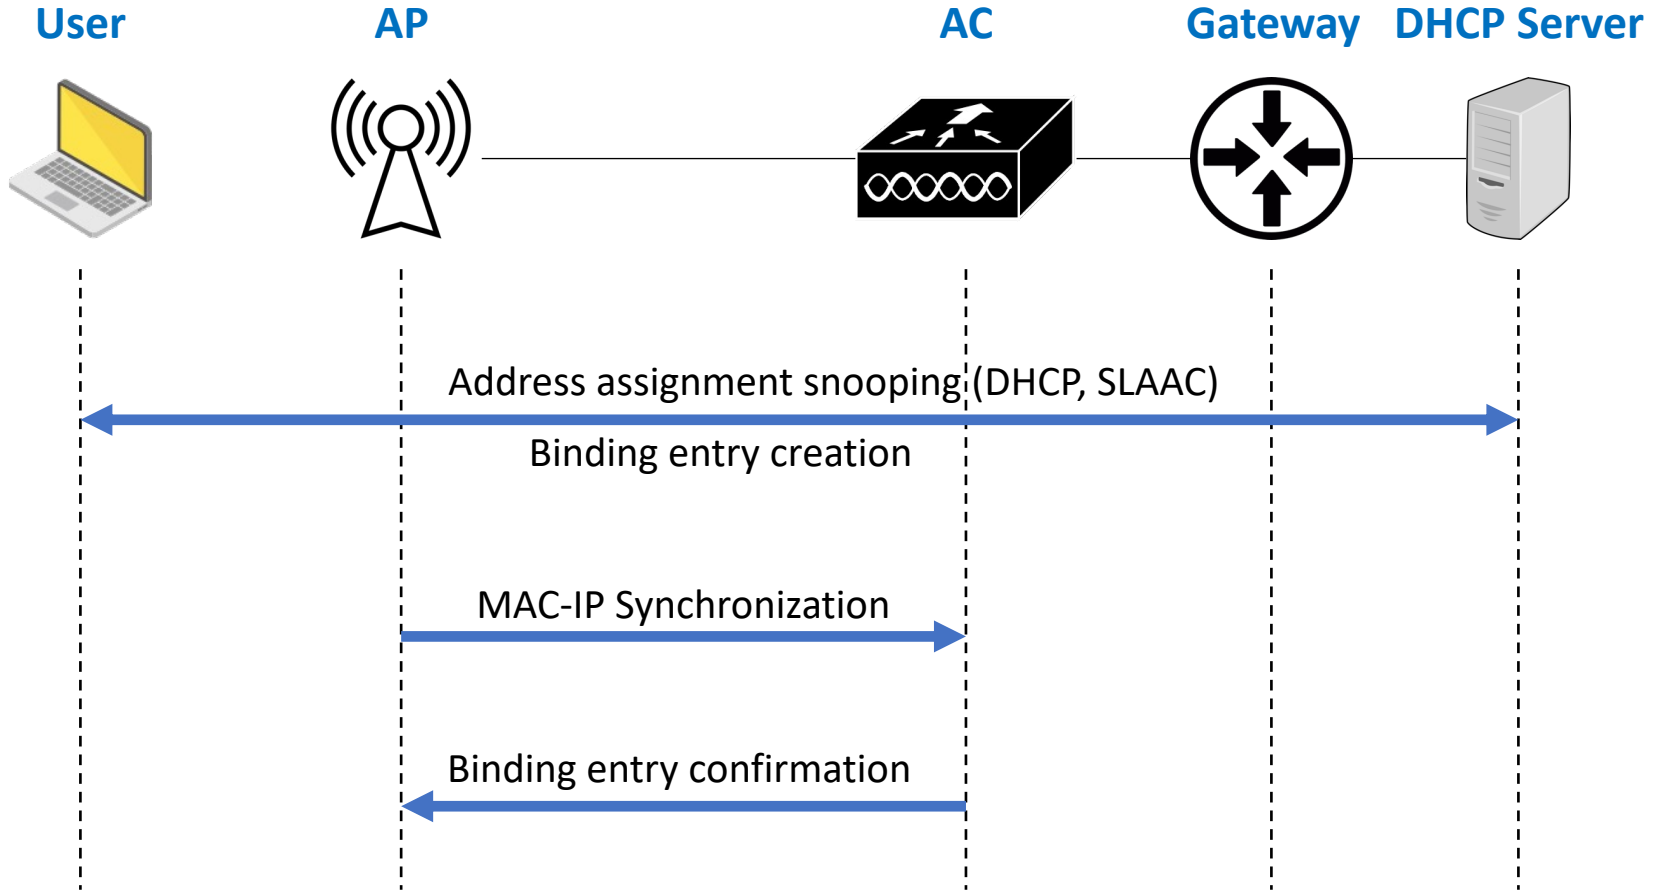 User
AP
AC
Gateway
DHCP Server
Address assignment snooping (DHCP, SLAAC)
Binding entry creation
MAC-IP Synchronization
Binding entry confirmation